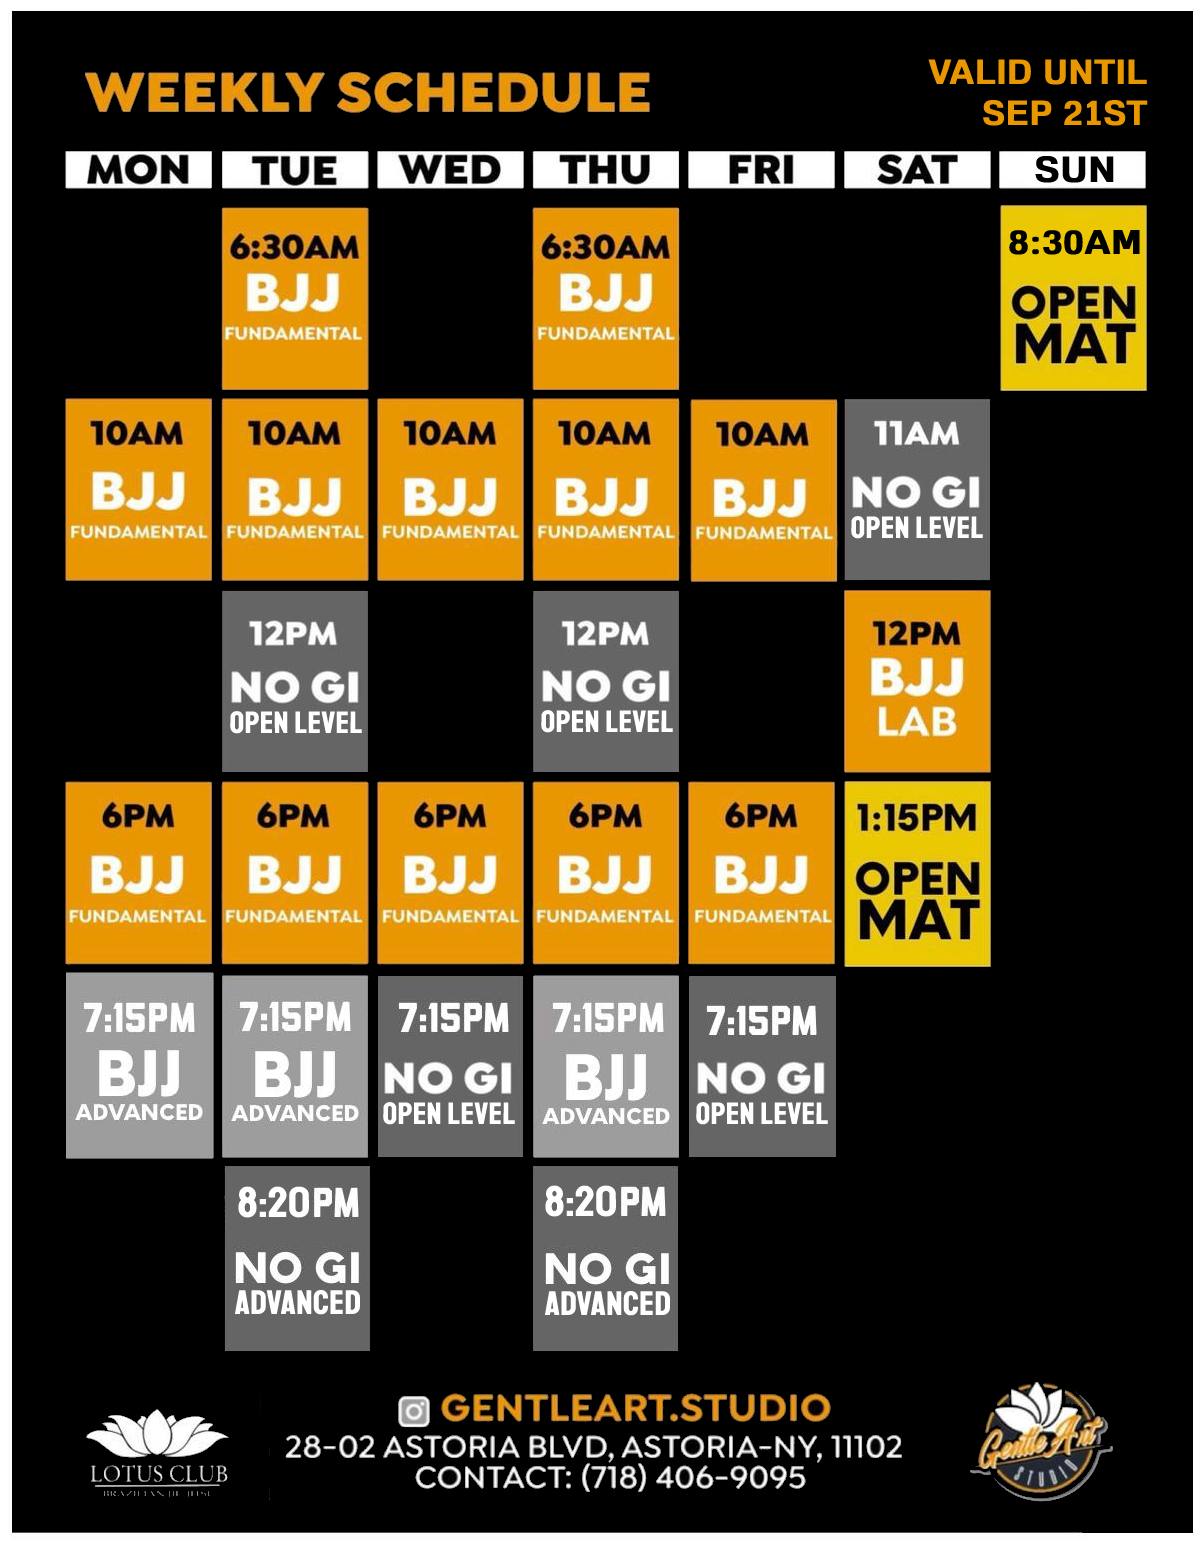 WEEKLY SCHEDULE
VALID UNTIL
SEP 21ST
MON TUE WED THU FRI SAT SUN
6:30AM
BJJ
FUNDAMENTAL
6:30AM
BJJ
FUNDAMENTAL
8:30AM
OPEN
MAT
10AM
BJJ
FUNDAMENTAL
10AM
BJJ
FUNDAMENTAL
10AM
BJJ
FUNDAMENTAL
10AM
BJJ
FUNDAMENTAL
10AM
BJJ
FUNDAMENTAL
11AM
NO GI
OPEN LEVEL
12PM
NO GI
OPEN LEVEL
12PM
NO GI
OPEN LEVEL
12PM
BJJ
LAB
6PM
BJJ
FUNDAMENTAL
6PM
BJJ
FUNDAMENTAL
6PM
BJJ
FUNDAMENTAL
6PM
BJJ
FUNDAMENTAL
6PM
BJJ
FUNDAMENTAL
1:15PM
OPEN
MAT
7:15PM
BJJ
ADVANCED
7:15PM
BJJ
ADVANCED
7:15PM
NO GI
OPEN LEVEL
7:15PM
BJJ
ADVANCED
7:15PM
NO GI
OPEN LEVEL
8:20PM
NO GI
ADVANCED
8:20PM
NO GI
ADVANCED
LOTUS CLUB
BRAZILIAN JIU JITSU
GENTLEART.STUDIO
28-02 ASTORIA BLVD, ASTORIA-NY, 11102
CONTACT: (718) 406-9095
Gentle Art
STUDIO